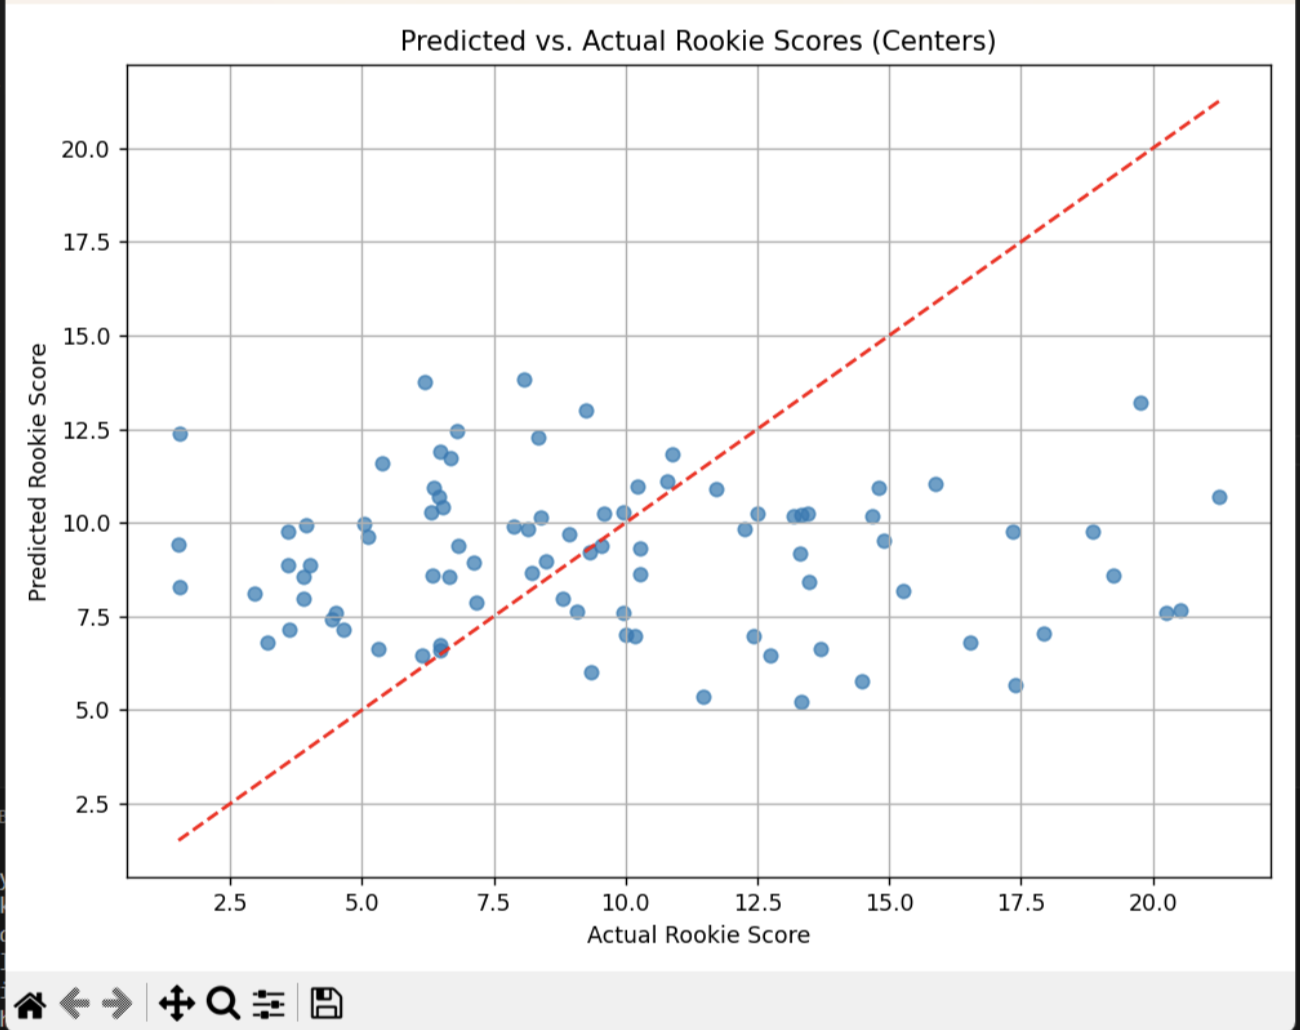 Predicted vs. Actual Rookie Scores (Centers)
20.0
17.5
15.0
12.5
10.0
7.5
5.0
2.5
Predicted Rookie Score
2.5 5.0 7.5 10.0 12.5 15.0 17.5 20.0
Actual Rookie Score